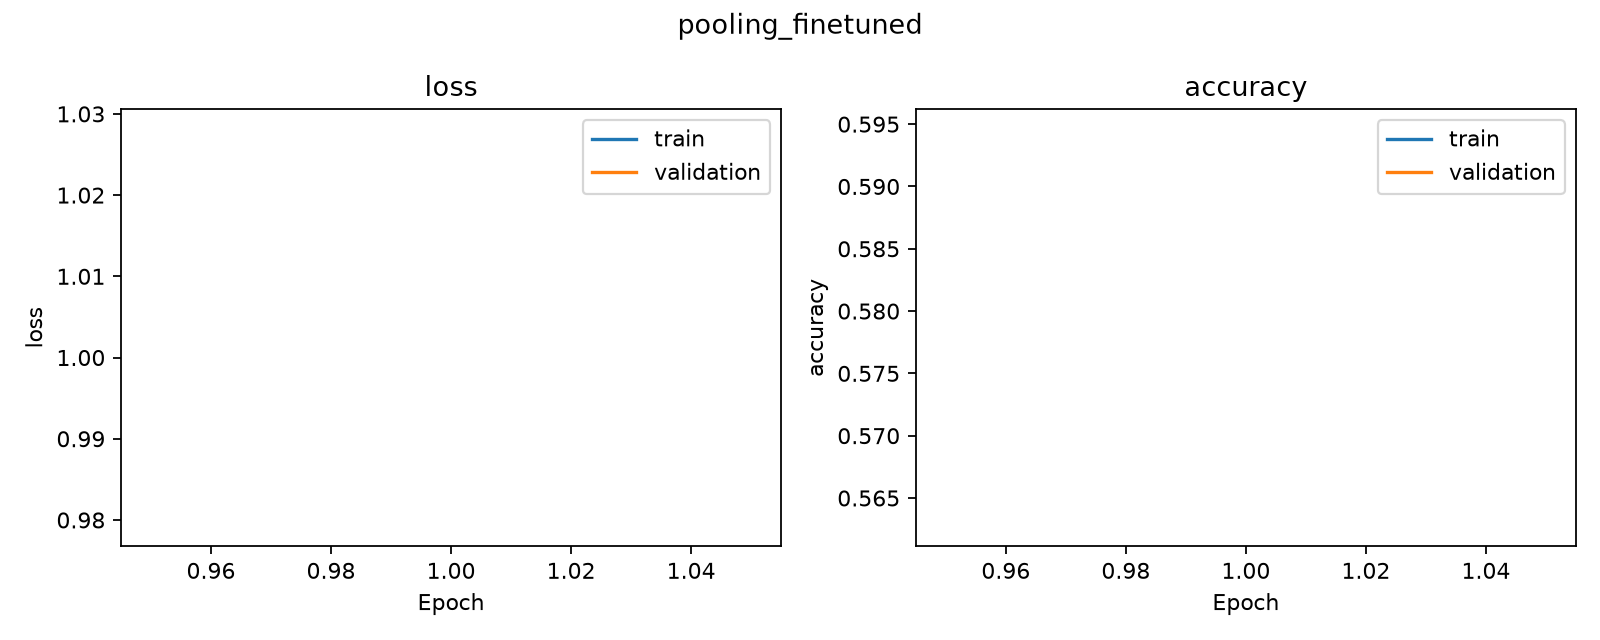 pooling_finetuned
loss
1.03
1.02
1.01
1.00
0.99
0.98
loss
0.96 0.98 1.00 1.02 1.04
Epoch
train
validation
accuracy
0.595
0.590
0.585
0.580
0.575
0.570
0.565
accuracy
0.96 0.98 1.00 1.02 1.04
Epoch
train
validation